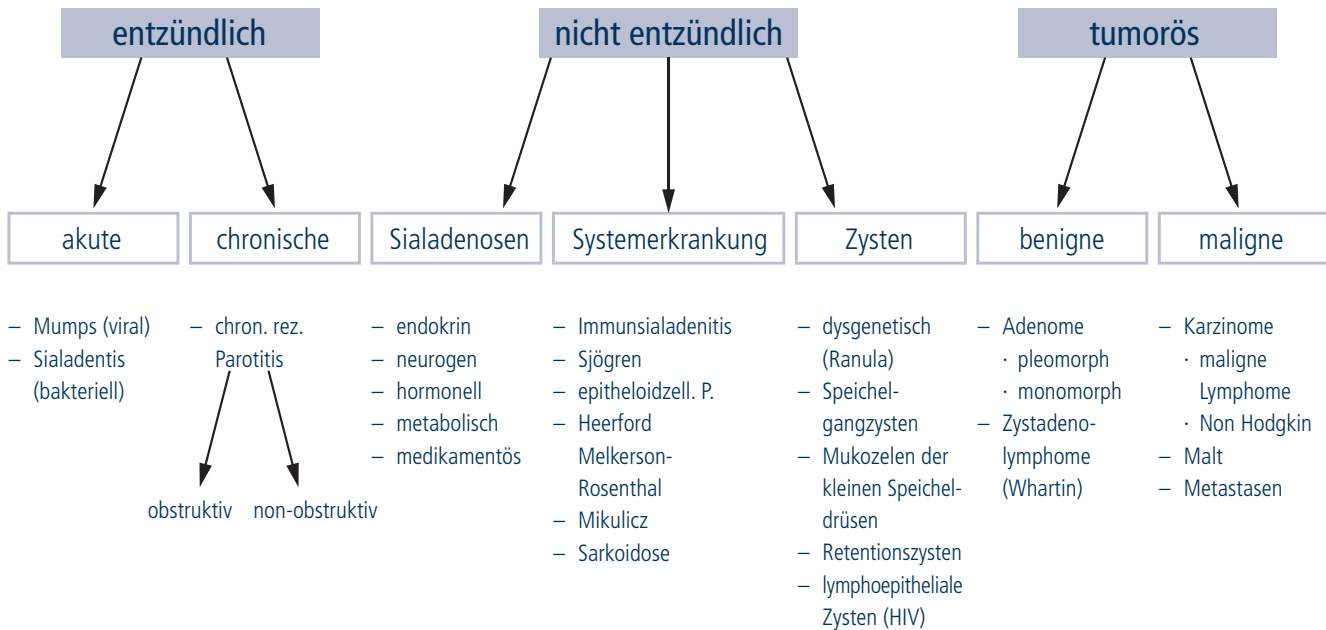 entzündlich
nicht entzündlich
tumorös
akute
chronische
Sialadenosen
Systemerkrankung
Zysten
benigne
maligne
– Mumps (viral)
– Sialadentis
(bakteriell)
– chron. rez.
Parotitis
obstruktiv
non-obstruktiv
– endokrin
– neurogen
– hormonell
– metabolisch
– medikamentös
– Immunsialadenitis
– Sjögren
– epitheloidzell. P.
– Heerford
Melkerson-
Rosenthal
– Mikulicz
– Sarkoidose
– dysgenetisch
(Ranula)
– Speichel-
gangzysten
– Mukozelen der
kleinen Speichel-
drüsen
– Retentionszysten
– lymphoepitheliale
Zysten (HIV)
– Adenome
· pleomorph
· monomorph
– Zystadeno-
lymphome
(Whartin)
– Karzinome
· maligne
Lymphome
· Non Hodgkin
– Malt
– Metastasen